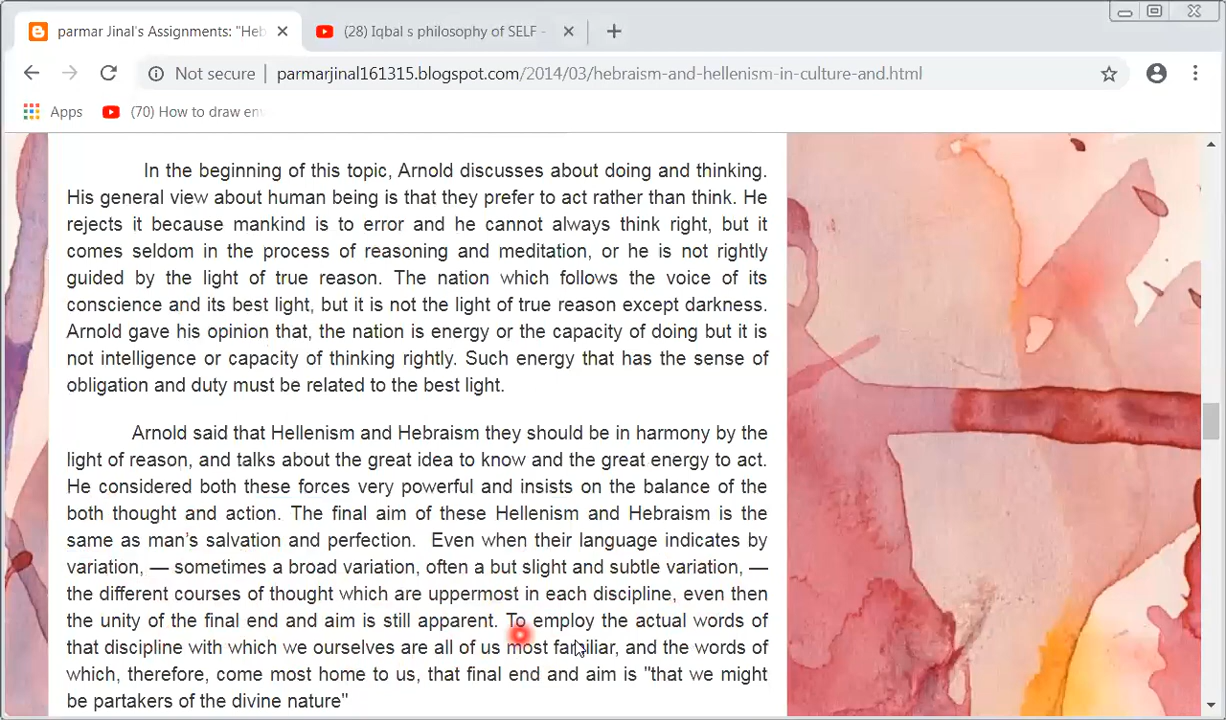 parmar Jinal's Assignments: "Heb
(28) Iqbal s philosophy of SELF -
Not secure | parmarjinal161315.blogspot.com/2014/03/hebraism-and-hellenism-in-culture-and.html
Apps (70) How to draw en
In the beginning of this topic, Arnold discusses about doing and thinking.
His general view about human being is that they prefer to act rather than think. He
rejects it because mankind is to error and he cannot always think right, but it
comes seldom in the process of reasoning and meditation, or he is not rightly
guided by the light of true reason. The nation which follows the voice of its
conscience and its best light, but it is not the light of true reason except darkness.
Arnold gave his opinion that, the nation is energy or the capacity of doing but it is
not intelligence or capacity of thinking rightly. Such energy that has the sense of
obligation and duty must be related to the best light.
Arnold said that Hellenism and Hebraism they should be in harmony by the
light of reason, and talks about the great idea to know and the great energy to act.
He considered both these forces very powerful and insists on the balance of the
both thought and action. The final aim of these Hellenism and Hebraism is the
same as man's salvation and perfection. Even when their language indicates by
variation, — sometimes a broad variation, often a but slight and subtle variation, —
the different courses of thought which are uppermost in each discipline, even then
the unity of the final end and aim is still apparent. To employ the actual words of
that discipline with which we ourselves are all of us most familiar, and the words of
which, therefore, come most home to us, that final end and aim is "that we might
be partakers of the divine nature"